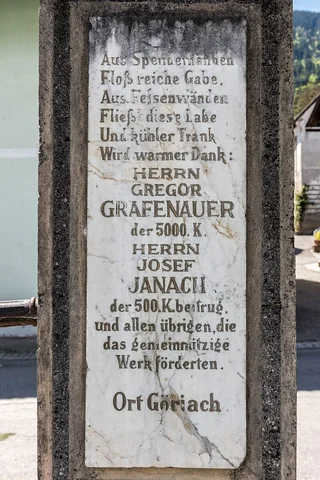 Aus Spenderhänden
Floß reiche Gabe.
Aus Felsenwänden
Fließt diese Labe
Und kühler Trank
Wird warmer Dank:
HERRN
GREGOR
GRAFENAUER
der 5000. K.
HERRN
JOSEF
JANACH
der 500.K.beitrug,
und allen übrigen,die
das gemeinnützige
Werk förderten.
Ort Göriach